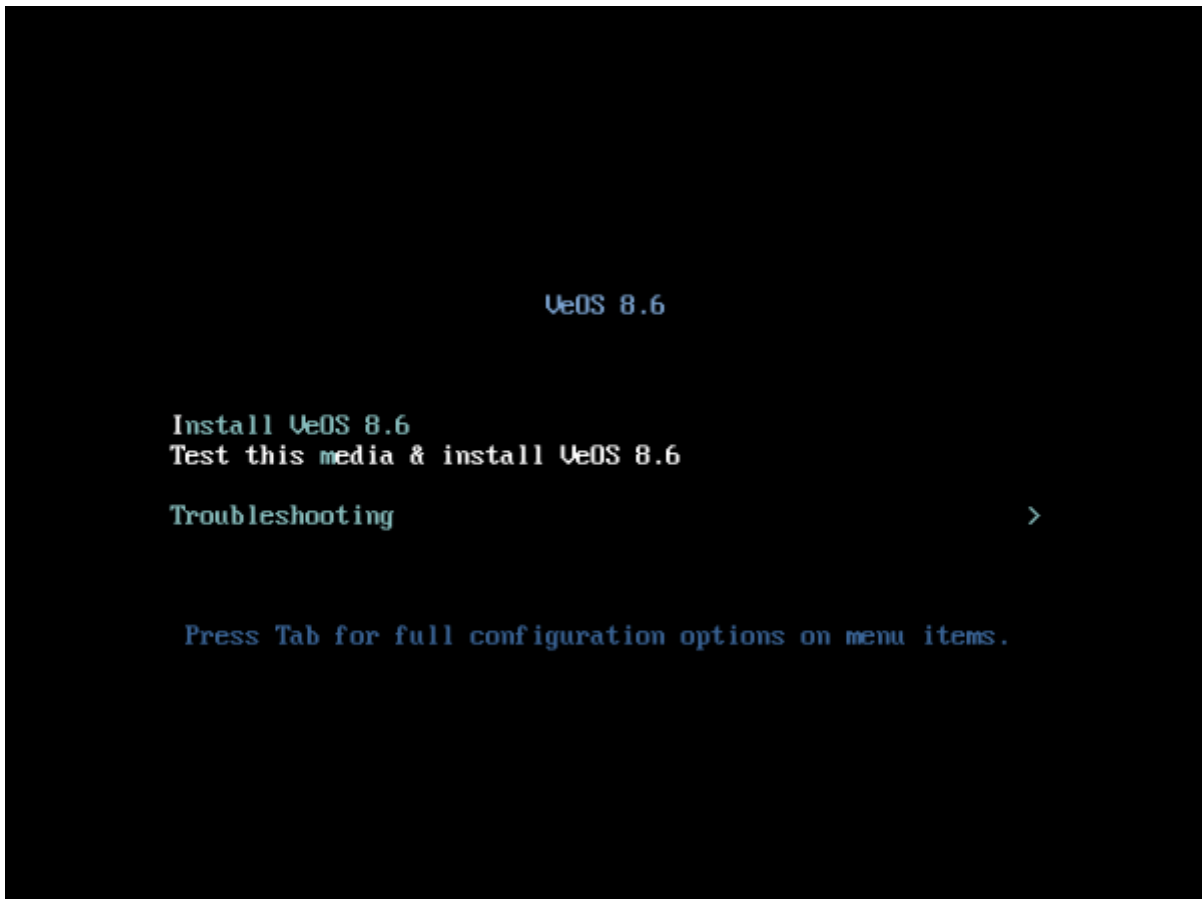 VeOS 8.6
Install VeOS 8.6
Test this media & install VeOS 8.6
Troubleshooting >
Press Tab for full configuration options on menu items.